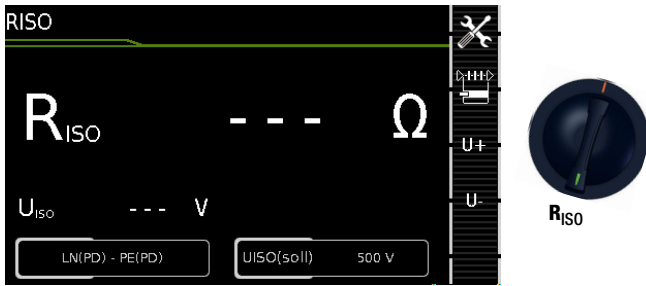 RISO
RISO --- Ω
U+
UISO --- V
U-
LN(PD) - PE(PD)
UISO(soll) 500 V
RISO